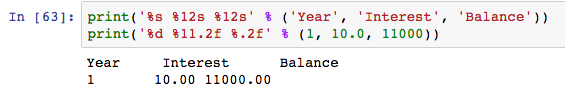 In [63]: print('%s %12s %12s' % ('Year', 'Interest', 'Balance'))
print('%d %11.2f %.2f' % (1, 10.0, 11000))
Year     Interest      Balance
1       10.00 11000.00